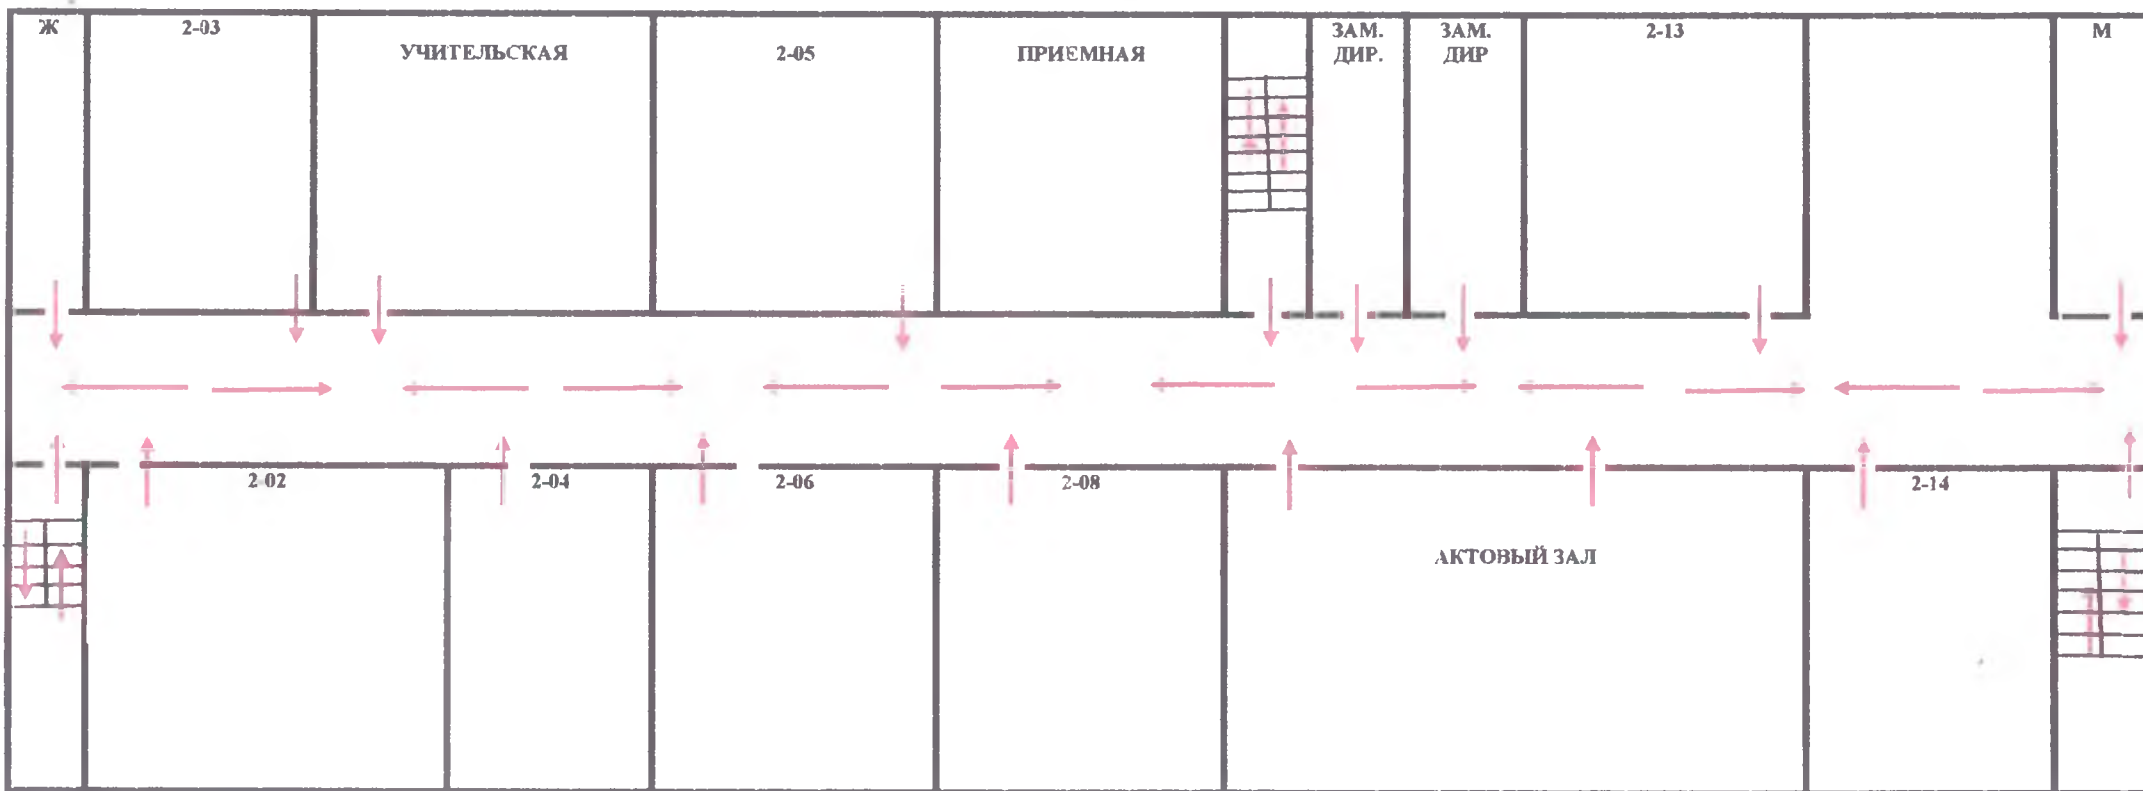 Ж
2-03
УЧИТЕЛЬСКАЯ
2-05
ПРИЕМНАЯ
ЗАМ.
ДИР.
ЗАМ.
ДИР
2-13
М
2-02
2-04
2-06
2-08
АКТОВЫЙ ЗАЛ
2-14